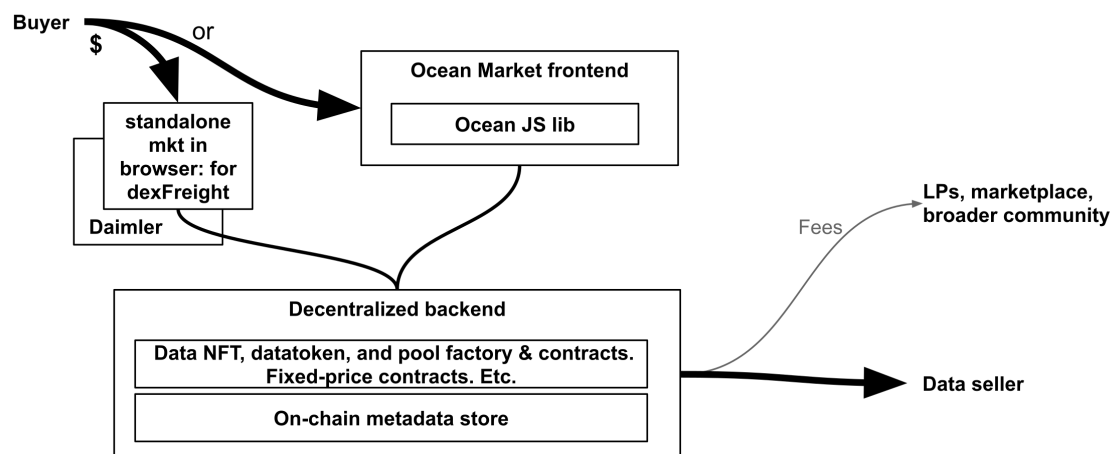 Buyer
$
or
Ocean Market frontend
Ocean JS lib
standalone
mkt in
browser: for
dexFreight
Daimler
LPs, marketplace,
broader community
Fees
Decentralized backend
Data NFT, datatoken, and pool factory & contracts.
Fixed-price contracts. Etc.
On-chain metadata store
Data seller